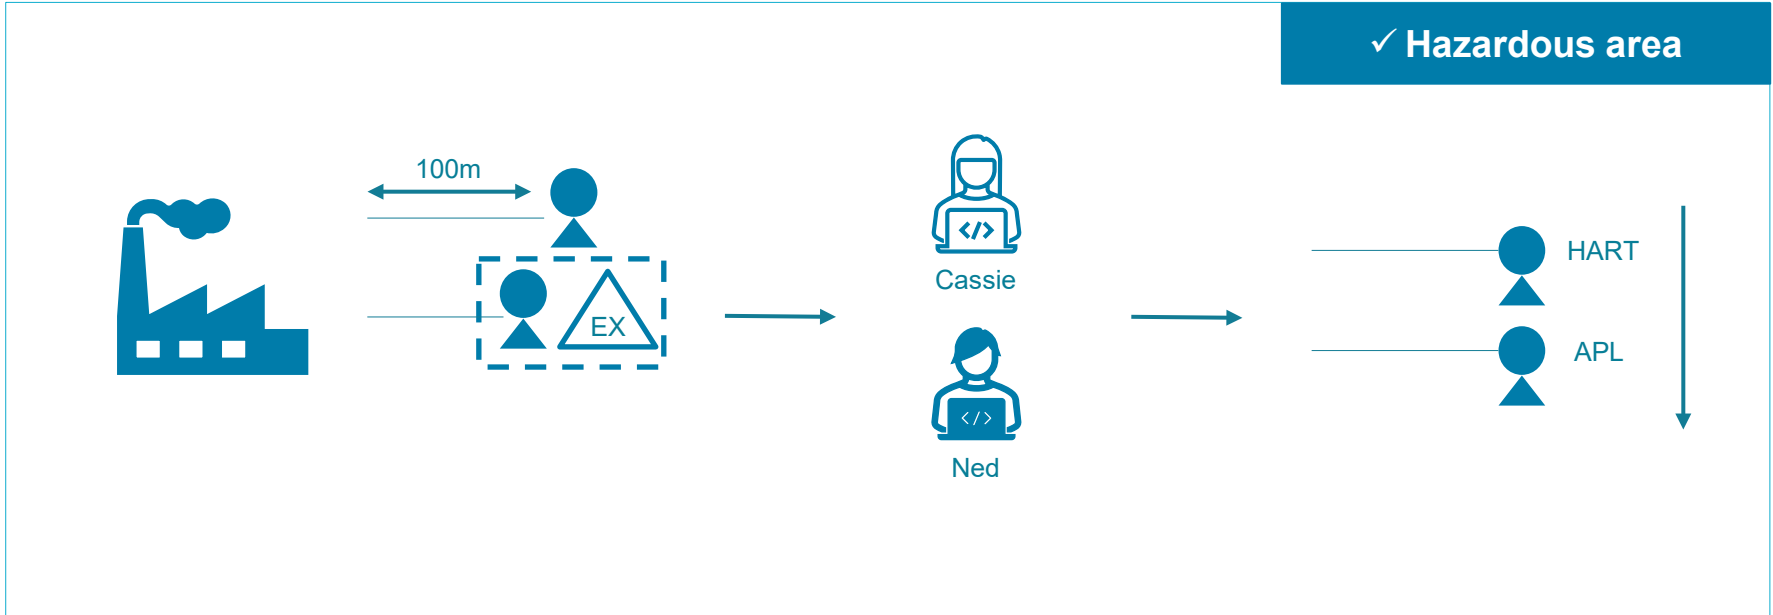 ✓ Hazardous area
100m
EX
</>
Cassie
</>
Ned
HART
APL